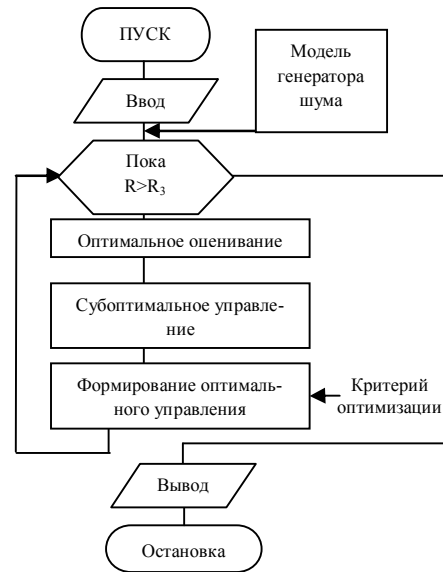 ПУСК
Модель
генератора
шума
Ввод
Пока
R>R₃
Оптимальное оценивание
Субоптимальное управле-
ние
Формирование оптималь-
ного управления
Критерий
оптимизации
Вывод
Остановка